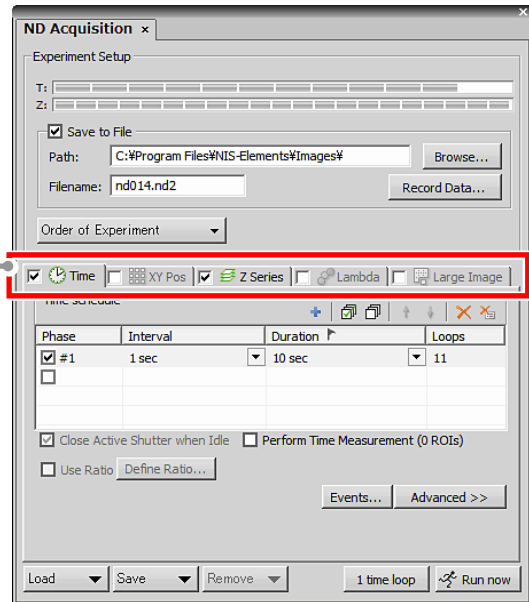 ND Acquisition ×
Experiment Setup
T:
Z:
Save to File
Path: C:¥Program Files¥NIS-Elements¥Images¥ Browse...
Filename: nd014.nd2 Record Data...
Order of Experiment
Time XY Pos Z Series Lambda Large Image
Time schedule
Phase Interval Duration Loops
#1 1 sec 10 sec 11
Close Active Shutter when Idle Perform Time Measurement (0 ROIs)
Use Ratio Define Ratio...
Events... Advanced >>
Load Save Remove 1 time loop Run now